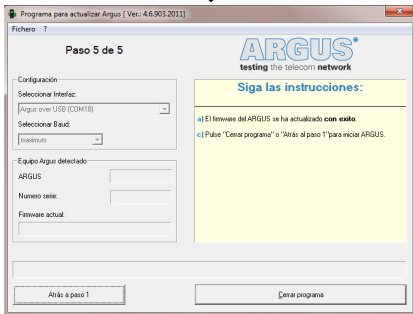 Programa para actualizar Argus [ Ver.: 4.6.903.2011]
Fichero ?
Paso 5 de 5
ARGUS®
testing the telecom network
Configuración
Seleccionar Interfaz:
Argus over USB (COM18)
Seleccionar Baud:
maximum
Equipo Argus detectado
ARGUS
Numero serie:
Firmware actual:
Siga las instrucciones:
a) El firmware del ARGUS se ha actualizado con exito.
c) Pulse "Cerrar programa" o "Atrás al paso 1"para iniciar ARGUS.
Atrás a paso 1
Cerrar programa